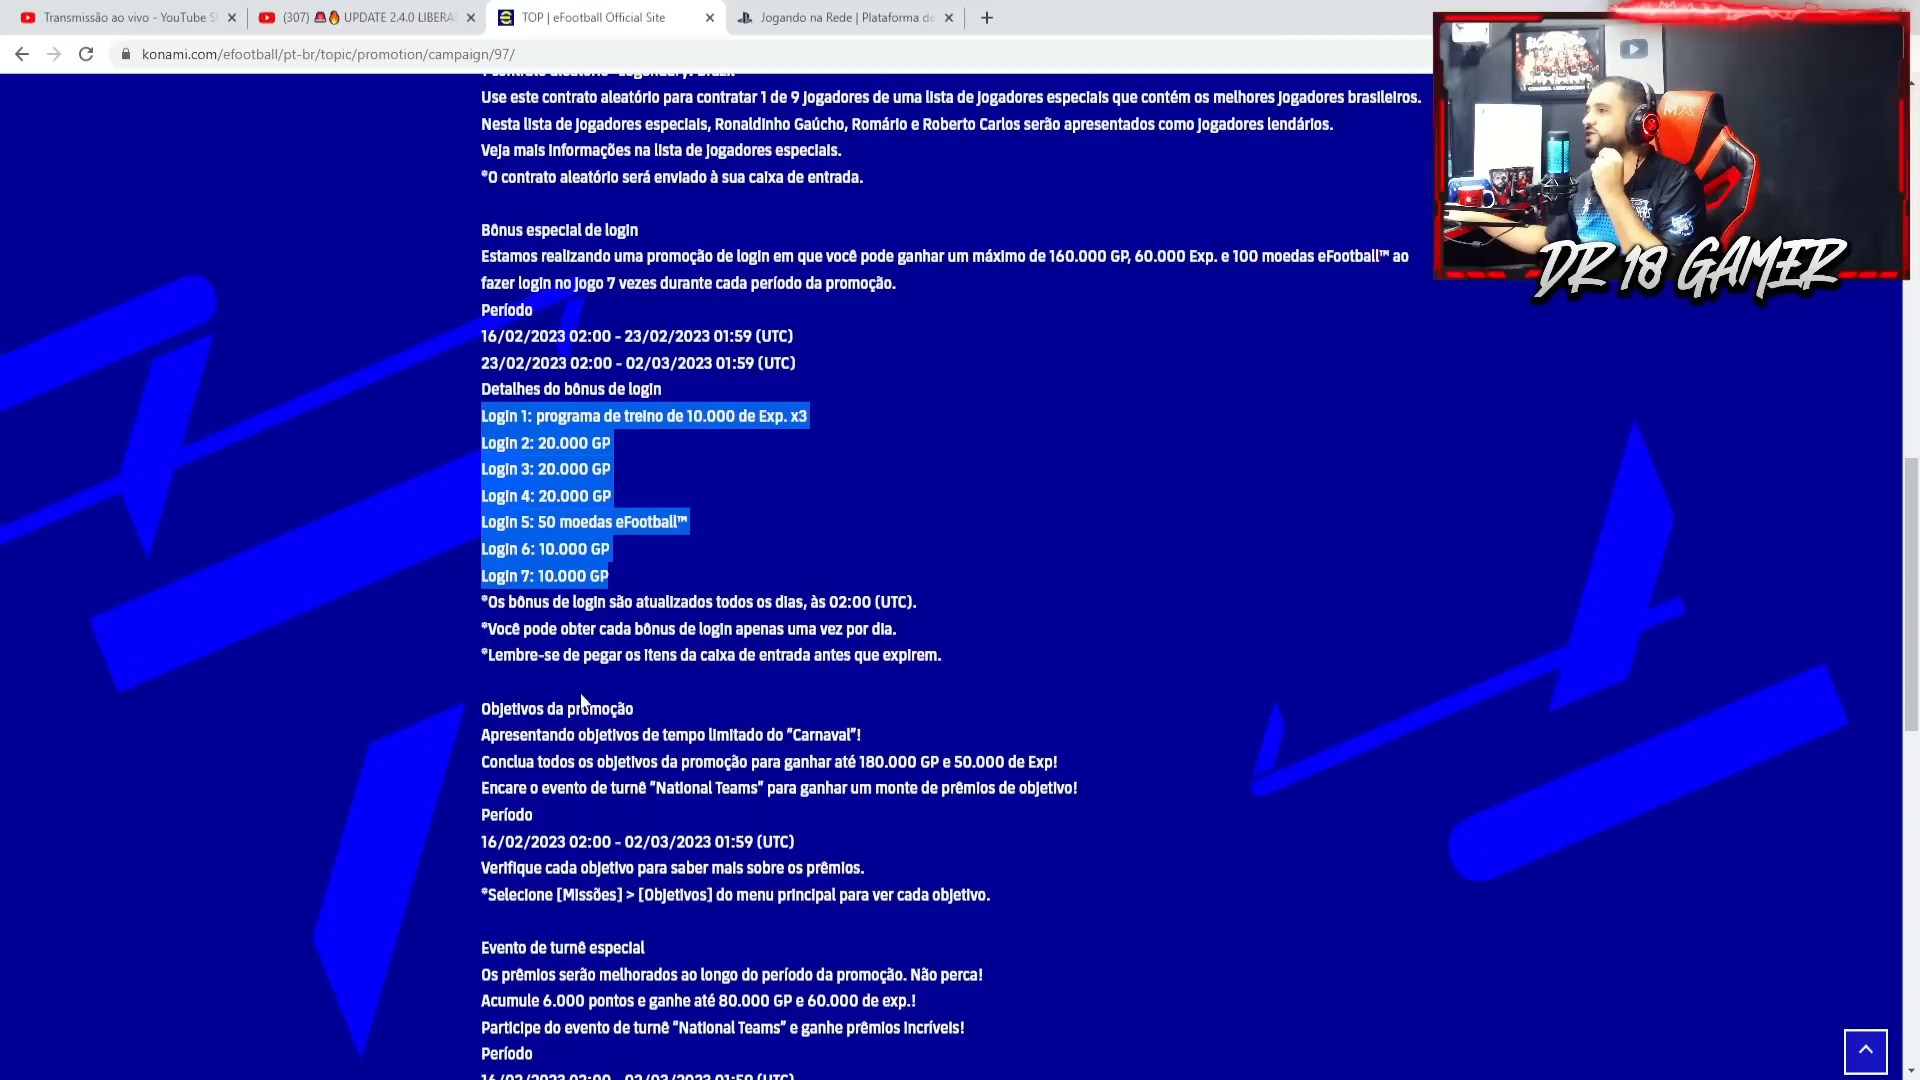 Transmissão ao vivo - YouTube S
(307) 🚨🔥 UPDATE 2.4.0 LIBERA
TOP | eFootball Official Site
Jogando na Rede | Plataforma de
konami.com/efootball/pt-br/topic/promotion/campaign/97/
Use este contrato aleatório para contratar 1 de 9 jogadores de uma lista de jogadores especiais que contém os melhores jogadores brasileiros.
Nesta lista de jogadores especiais, Ronaldinho Gaúcho, Romário e Roberto Carlos serão apresentados como jogadores lendários.
Veja mais informações na lista de jogadores especiais.
*O contrato aleatório será enviado à sua caixa de entrada.
Bônus especial de login
Estamos realizando uma promoção de login em que você pode ganhar um máximo de 160.000 GP, 60.000 Exp. e 100 moedas eFootball™ ao
fazer login no jogo 7 vezes durante cada período da promoção.
Período
16/02/2023 02:00 - 23/02/2023 01:59 (UTC)
23/02/2023 02:00 - 02/03/2023 01:59 (UTC)
Detalhes do bônus de login
Login 1: programa de treino de 10.000 de Exp. x3
Login 2: 20.000 GP
Login 3: 20.000 GP
Login 4: 20.000 GP
Login 5: 50 moedas eFootball™
Login 6: 10.000 GP
Login 7: 10.000 GP
*Os bônus de login são atualizados todos os dias, às 02:00 (UTC).
*Você pode obter cada bônus de login apenas uma vez por dia.
*Lembre-se de pegar os itens da caixa de entrada antes que expirem.
Objetivos da promoção
Apresentando objetivos de tempo limitado do "Carnaval"!
Conclua todos os objetivos da promoção para ganhar até 180.000 GP e 50.000 de Exp!
Encare o evento de turnê "National Teams" para ganhar um monte de prêmios de objetivo!
Período
16/02/2023 02:00 - 02/03/2023 01:59 (UTC)
Verifique cada objetivo para saber mais sobre os prêmios.
*Selecione [Missões] > [Objetivos] do menu principal para ver cada objetivo.
Evento de turnê especial
Os prêmios serão melhorados ao longo do período da promoção. Não perca!
Acumule 6.000 pontos e ganhe até 80.000 GP e 60.000 de exp.!
Participe do evento de turnê "National Teams" e ganhe prêmios incríveis!
Período
16/02/2023 02:00 - 02/03/2023 01:59 (UTC)
DR 18 GAMER
MX